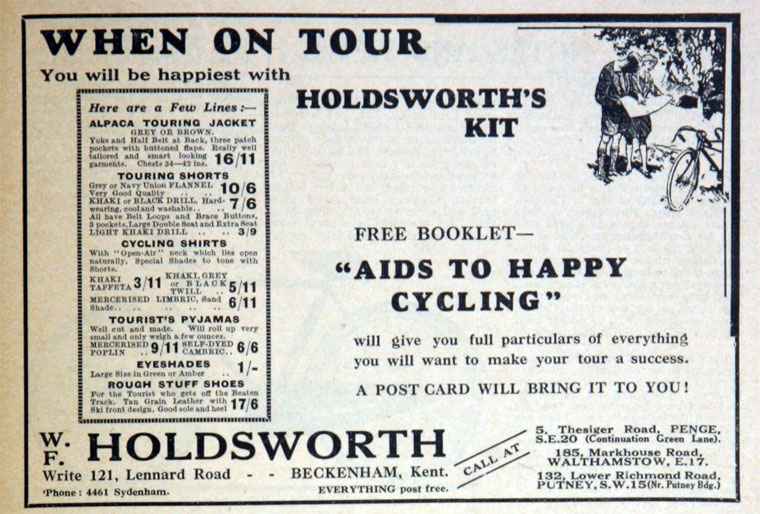 WHEN ON TOUR
You will be happiest with
HOLDSWORTH'S
KIT
Here are a Few Lines:—
ALPACA TOURING JACKET
GREY OR BROWN.
Yoke and Half Belt at Back, three patch
pockets with buttoned flaps. Really well
tailored and smart looking
garments. Chests 34—42 ins. 16/11
TOURING SHORTS
Grey or Navy Union FLANNEL
Very Good Quality .. .. .. 10/6
KHAKI or BLACK DRILL. Hard-
wearing, cool and washable.. .. 7/6
All have Belt Loops and Brace Buttons,
3 pockets, Large Double Seat and Extra Seat
LIGHT KHAKI DRILL .. .. 3/9
CYCLING SHIRTS
With "Open-Air" neck which lies open
naturally. Special Shades to tone with
Shorts.
KHAKI
TAFFETA 3/11
KHAKI, GREY
or BLACK
TWILL .. 5/11
MERCERISED LIMBRIC, Sand
Shade.. .. .. .. .. 6/11
TOURIST'S PYJAMAS
Well cut and made. Will roll up very
small and only weigh a few ounces.
MERCERISED
POPLIN .. 9/11
SELF-DYED
CAMBRIC.. 6/6
EYESHADES
Large Size in Green or Amber .. 1/-
ROUGH STUFF SHOES
For the Tourist who gets off the Beaten
Track. Tan Grain Leather with
Ski front design. Good sole and heel 17/6
FREE BOOKLET—
"AIDS TO HAPPY
CYCLING"
will give you full particulars of everything
you will want to make your tour a success.
A POST CARD WILL BRING IT TO YOU!
W. F. HOLDSWORTH
Write 121, Lennard Road - - BECKENHAM, Kent.
'Phone: 4461 Sydenham. EVERYTHING post free.
CALL AT
5, Thesiger Road, PENGE,
S.E.20 (Continuation Green Lane).
185, Markhouse Road,
WALTHAMSTOW, E.17.
132, Lower Richmond Road,
PUTNEY, S.W.15 (Nr. Putney Bdg.)